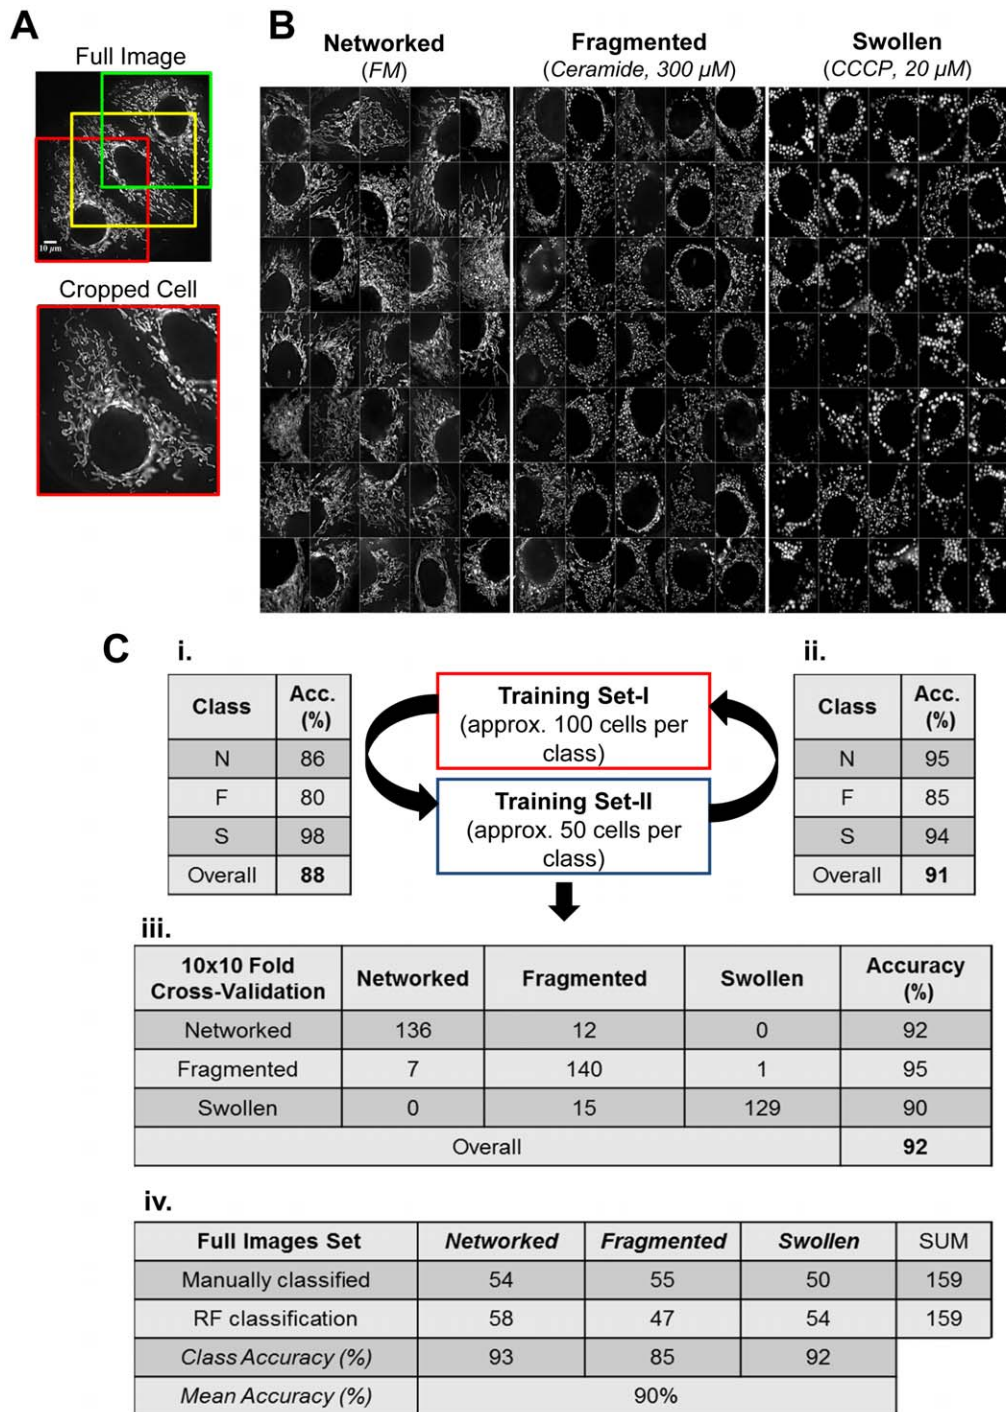 A
Full Image
10 µm
Cropped Cell
B
Networked
(FM)
Fragmented
(Ceramide, 300 µM)
Swollen
(CCCP, 20 µM)
C
i.
Class Acc. (%)
N 86
F 80
S 98
Overall 88
Training Set-I
(approx. 100 cells per
class)
Training Set-II
(approx. 50 cells per
class)
ii.
Class Acc. (%)
N 95
F 85
S 94
Overall 91
iii.
10x10 Fold Cross-Validation Networked Fragmented Swollen Accuracy (%)
Networked 136 12 0 92
Fragmented 7 140 1 95
Swollen 0 15 129 90
Overall 92
iv.
Full Images Set Networked Fragmented Swollen SUM
Manually classified 54 55 50 159
RF classification 58 47 54 159
Class Accuracy (%) 93 85 92
Mean Accuracy (%) 90%